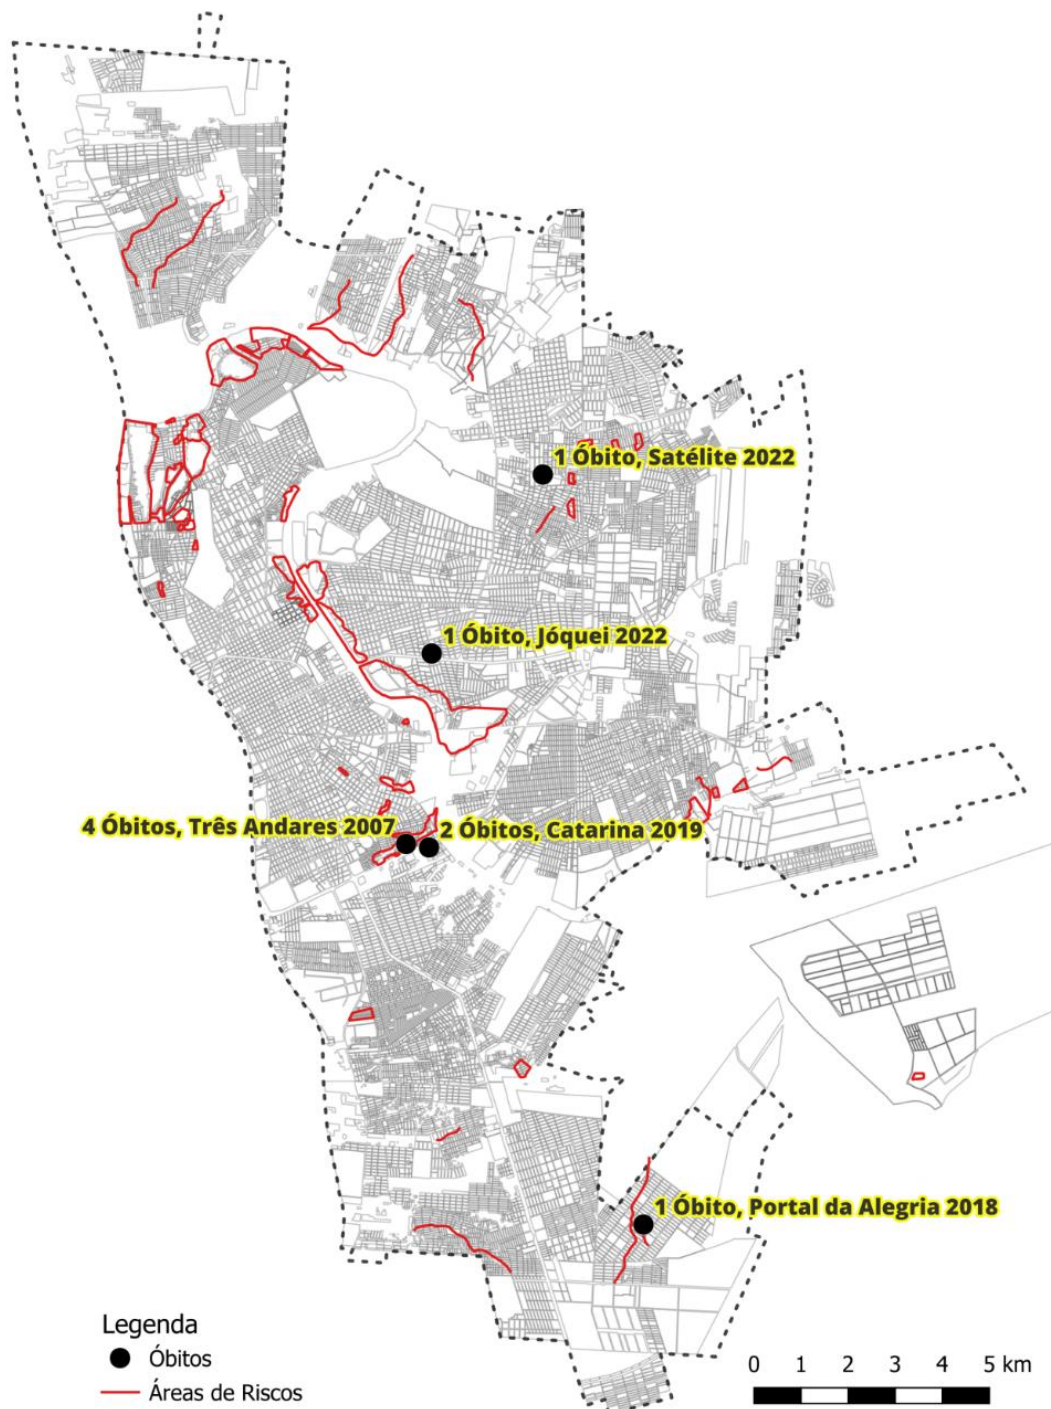 1 Óbito, Satélite 2022
1 Óbito, Jóquei 2022
4 Óbitos, Três Andares 2007
2 Óbitos, Catarina 2019
1 Óbito, Portal da Alegria 2018
Legenda
Óbitos
Áreas de Riscos
0 1 2 3 4 5 km